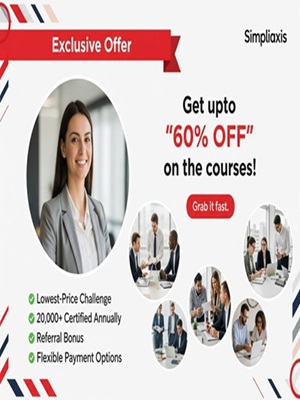 Exclusive Offer
Simpliaxis
Get upto
“60% OFF”
on the courses!
Grab it fast.
Lowest-Price Challenge
20,000+ Certified Annually
Referral Bonus
Flexible Payment Options